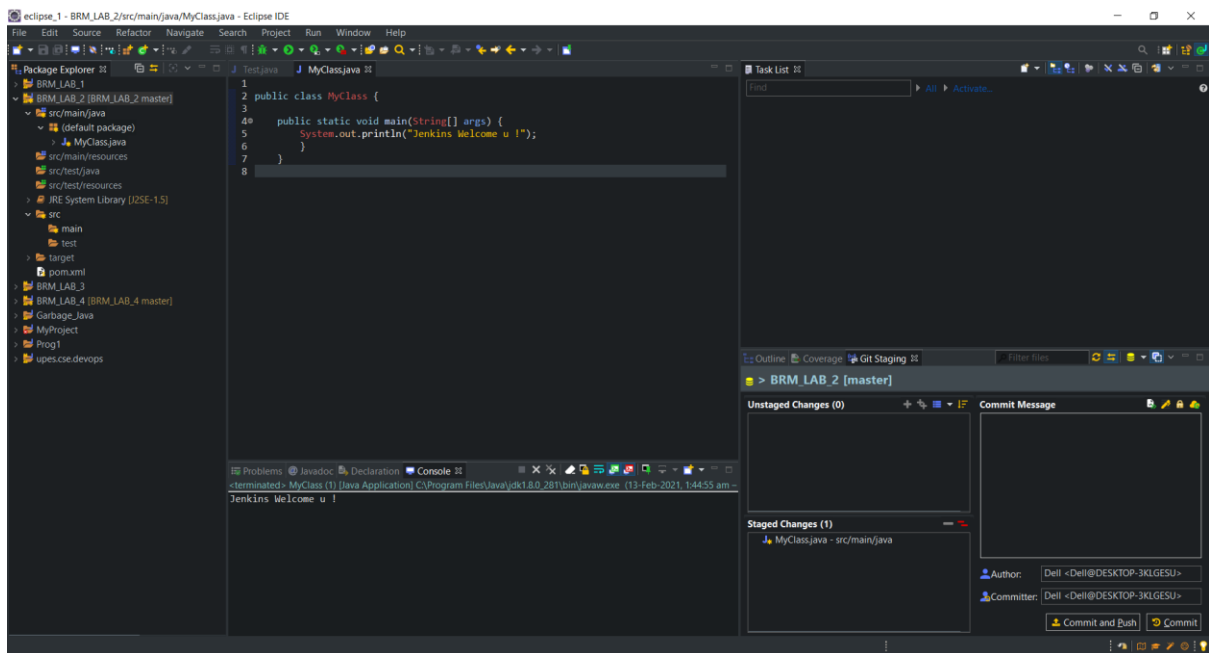 eclipse_1 - BRM_LAB_2/src/main/java/MyClass.java - Eclipse IDE
File Edit Source Refactor Navigate Search Project Run Window Help
Package Explorer
BRM_LAB_1
BRM_LAB_2 [BRM_LAB_2 master]
src/main/java
(default package)
MyClass.java
src/main/resources
src/test/java
src/test/resources
JRE System Library [J2SE-1.5]
src
main
test
target
pom.xml
BRM_LAB_3
BRM_LAB_4 [BRM_LAB_4 master]
Garbage_Java
MyProject
Prog1
upes.cse.devops
Test.java MyClass.java
1
2 public class MyClass {
3
4 public static void main(String[] args) {
5 System.out.println("Jenkins Welcome u !");
6 }
7 }
8
Problems Javadoc Declaration Console
<terminated> MyClass (1) [Java Application] C:\Program Files\Java\jdk1.8.0_281\bin\javaw.exe (13-Feb-2021, 1:44:55 am –
Jenkins Welcome u !
Task List
Find All Activate...
Outline Coverage Git Staging Filter files
> BRM_LAB_2 [master]
Unstaged Changes (0)
Staged Changes (1)
MyClass.java - src/main/java
Commit Message
Author: Dell <Dell@DESKTOP-3KLGESU>
Committer: Dell <Dell@DESKTOP-3KLGESU>
Commit and Push Commit